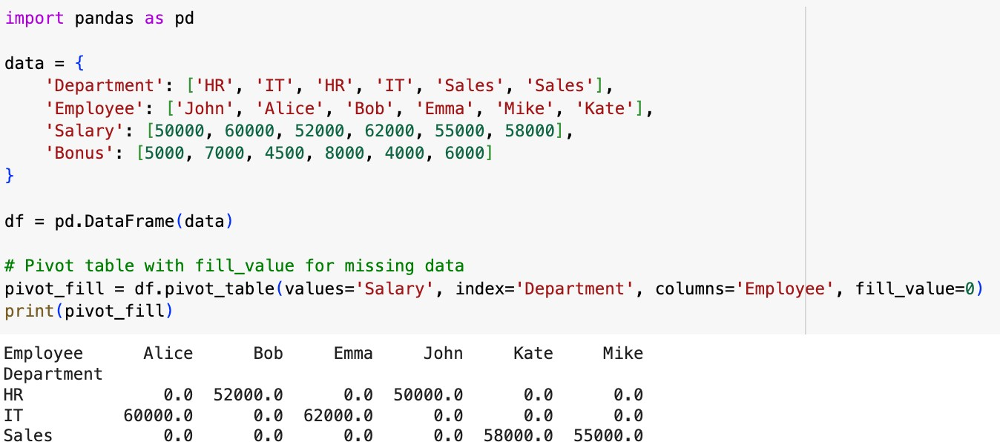 import pandas as pd
data = {
    'Department': ['HR', 'IT', 'HR', 'IT', 'Sales', 'Sales'],
    'Employee': ['John', 'Alice', 'Bob', 'Emma', 'Mike', 'Kate'],
    'Salary': [50000, 60000, 52000, 62000, 55000, 58000],
    'Bonus': [5000, 7000, 4500, 8000, 4000, 6000]
}
df = pd.DataFrame(data)
# Pivot table with fill_value for missing data
pivot_fill = df.pivot_table(values='Salary', index='Department', columns='Employee', fill_value=0)
print(pivot_fill)
Employee      Alice      Bob     Emma     John     Kate     Mike
Department
HR              0.0  52000.0      0.0  50000.0      0.0      0.0
IT          60000.0      0.0  62000.0      0.0      0.0      0.0
Sales           0.0      0.0      0.0      0.0  58000.0  55000.0